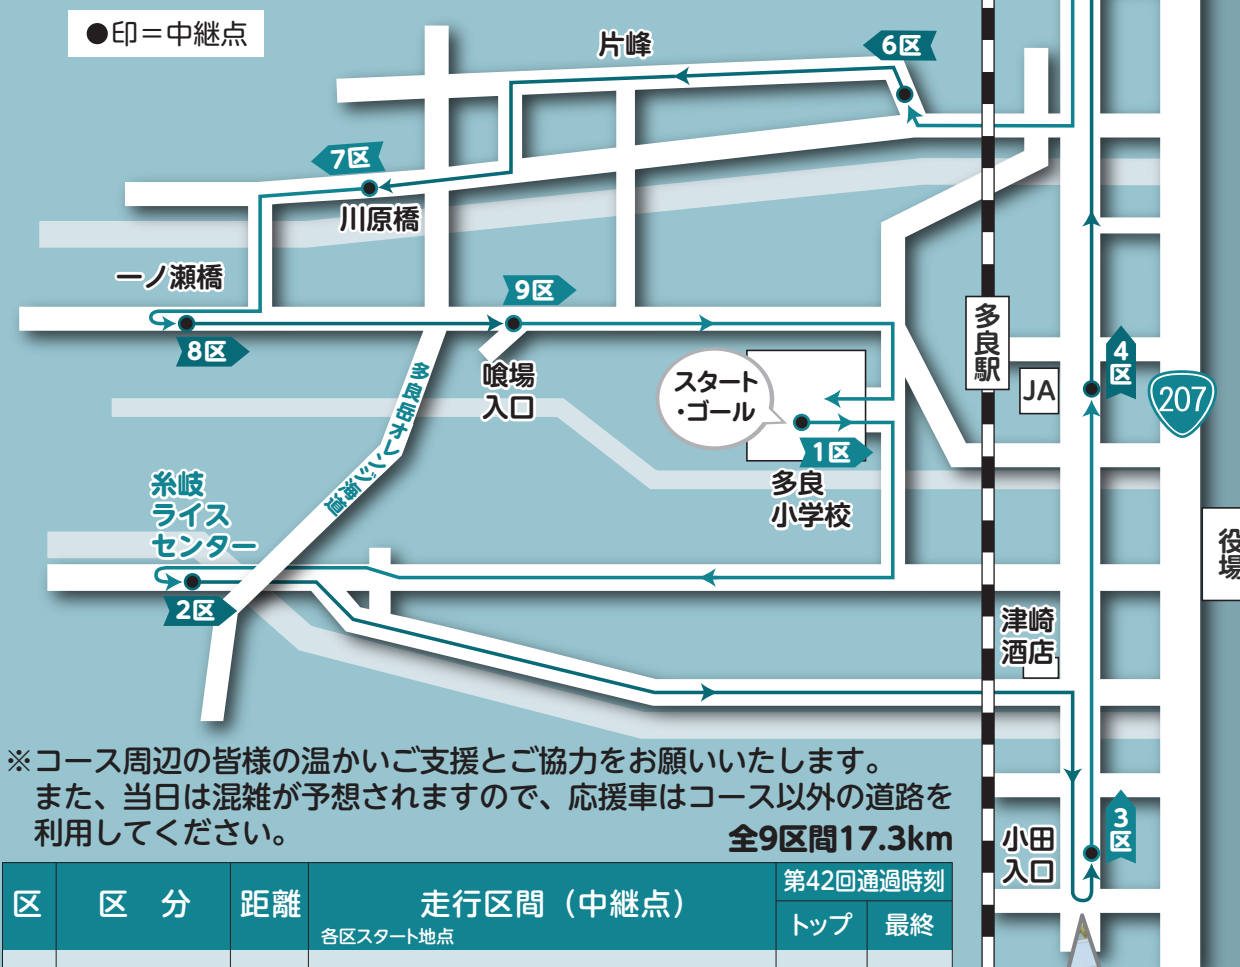 ●印＝中継点
片峰
6区
7区
川原橋
一ノ瀬橋
9区
8区
喰場
入口
多良岳オレンジ海道
スタート
・ゴール
1区
多良
小学校
多良駅
JA
4区
207
糸岐
ライス
センター
2区
役場
津崎
酒店
3区
小田
入口
※コース周辺の皆様の温かいご支援とご協力をお願いいたします。
また、当日は混雑が予想されますので、応援車はコース以外の道路を
利用してください。
全9区間17.3km
区
区　分
距離
走行区間（中継点）
各区スタート地点
第42回通過時刻
トップ
最終